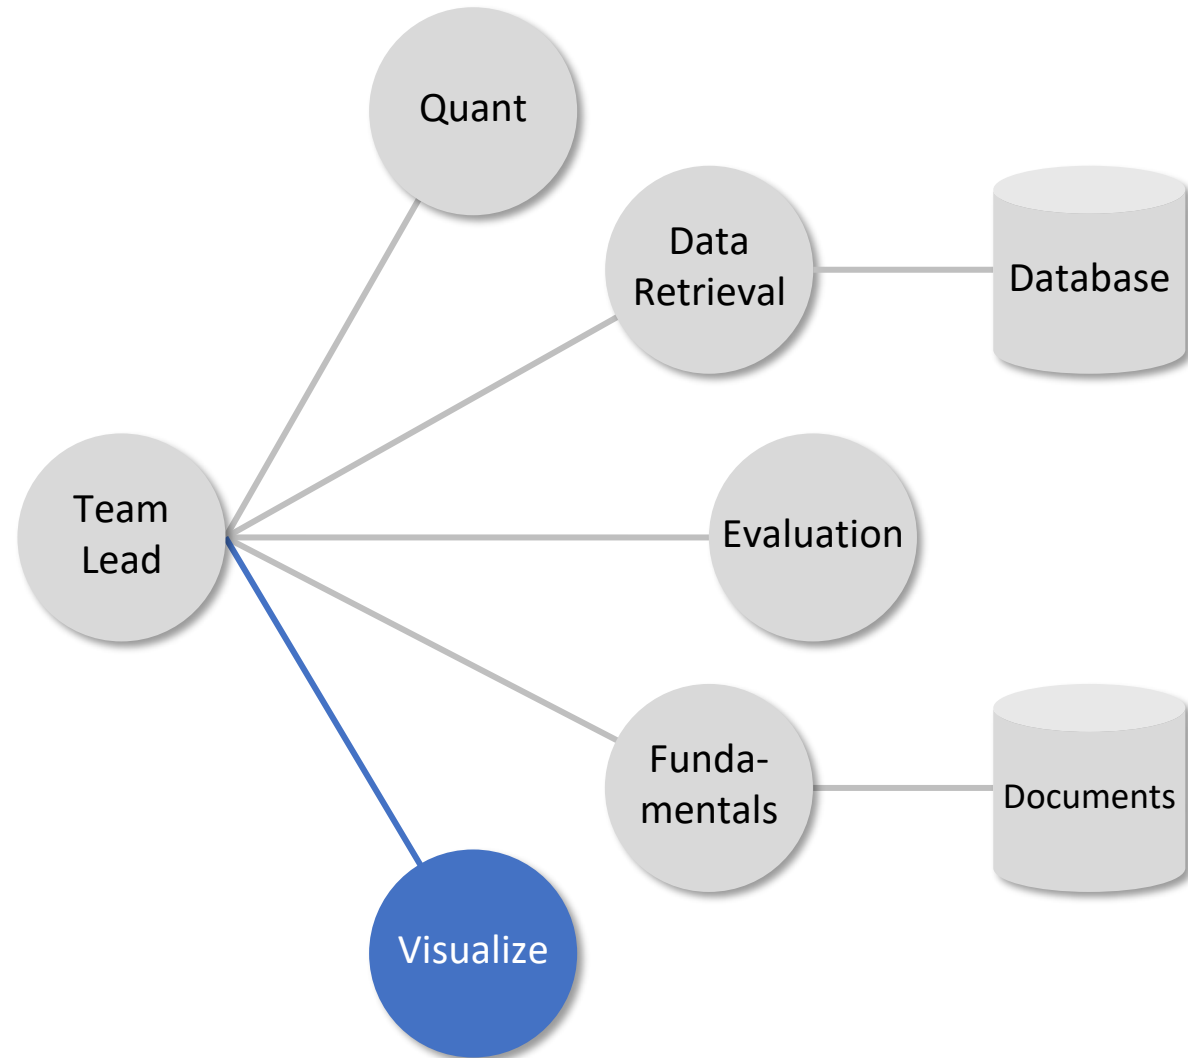 Quant
Data
Retrieval
Database
Team
Lead
Evaluation
Funda-
mentals
Documents
Visualize